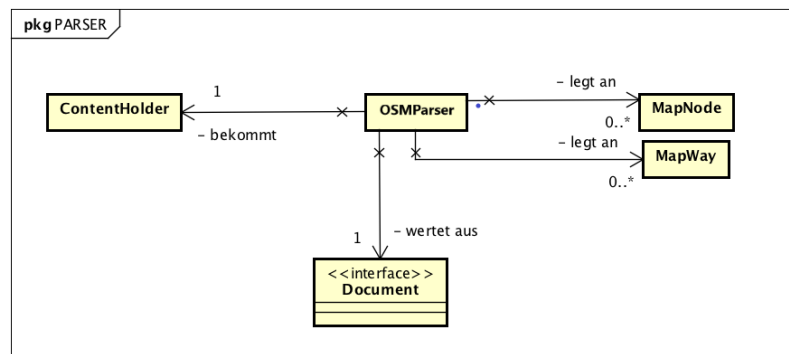 pkg PARSER
- legt an
1
ContentHolder
OSMParser
MapNode
- bekommt
0..*
- legt an
MapWay
0..*
1
- wertet aus
<<interface>>
Document